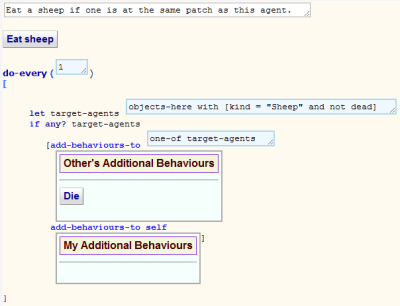 Eat a sheep if one is at the same patch as this agent.
Eat sheep
do-every (1)
[
let target-agents objects-here with [kind = "Sheep" and not dead]
if any? target-agents
[add-behaviours-to one-of target-agents
Other's Additional Behaviours
Die
add-behaviours-to self
My Additional Behaviours ]
]